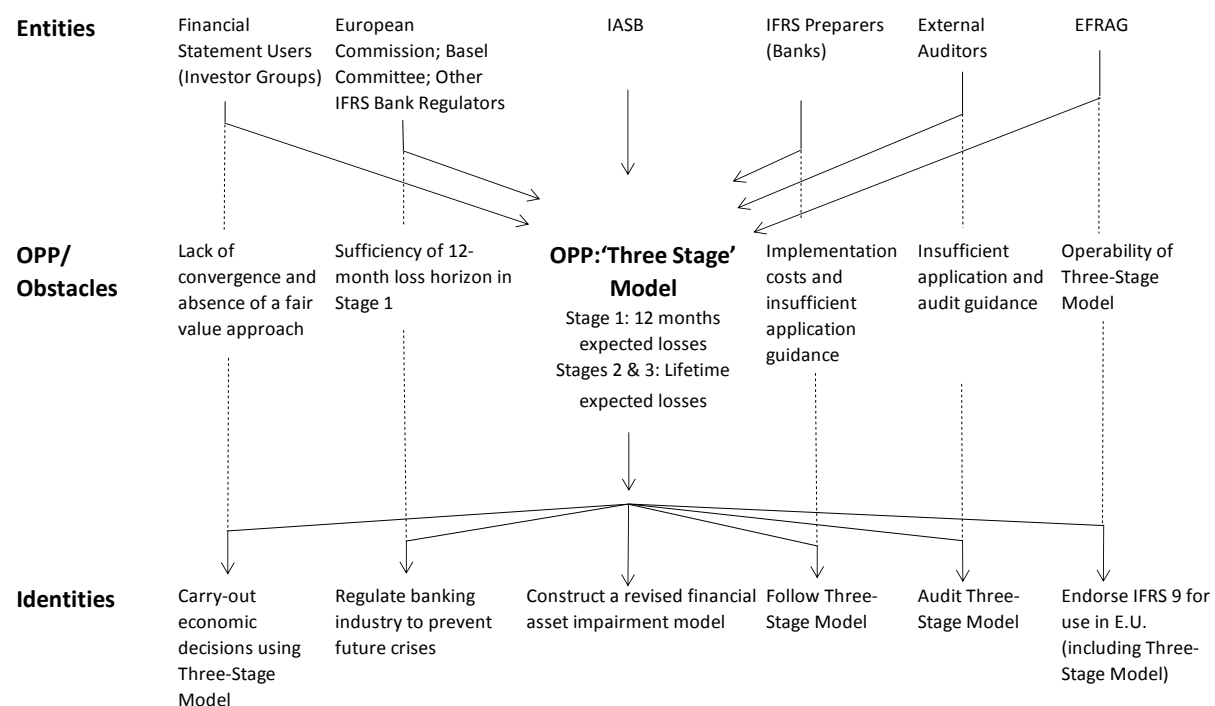 Entities
Financial
Statement Users
(Investor Groups)
European
Commission; Basel
Committee; Other
IFRS Bank Regulators
IASB
IFRS Preparers
(Banks)
External
Auditors
EFRAG
OPP/
Obstacles
Lack of
convergence and
absence of a fair
value approach
Sufficiency of 12-
month loss horizon in
Stage 1
OPP:‘Three Stage’
Model
Stage 1: 12 months
expected losses
Stages 2 & 3: Lifetime
expected losses
Implementation
costs and
insufficient
application
guidance
Insufficient
application and
audit guidance
Operability of
Three-Stage
Model
Identities
Carry-out
economic
decisions using
Three-Stage
Model
Regulate banking
industry to prevent
future crises
Construct a revised financial
asset impairment model
Follow Three-
Stage Model
Audit Three-
Stage Model
Endorse IFRS 9 for
use in E.U.
(including Three-
Stage Model)